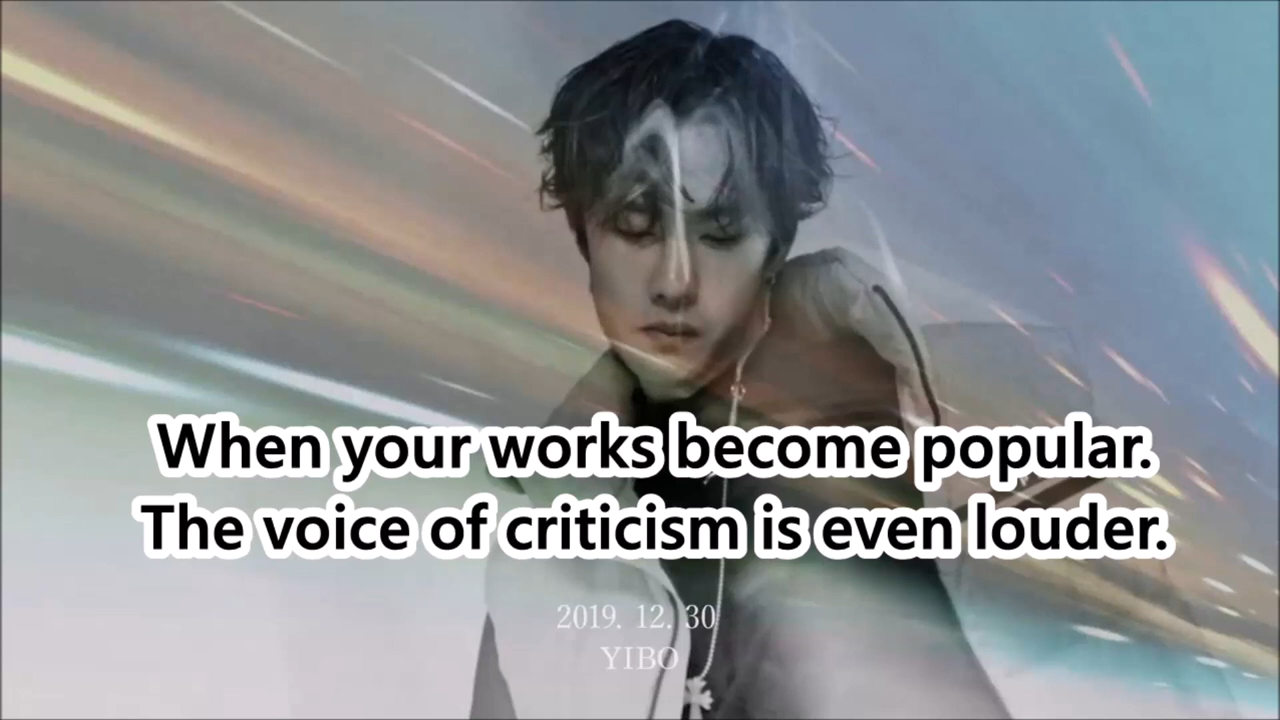 When your works become popular.
The voice of criticism is even louder.
2019. 12. 30
YIBO